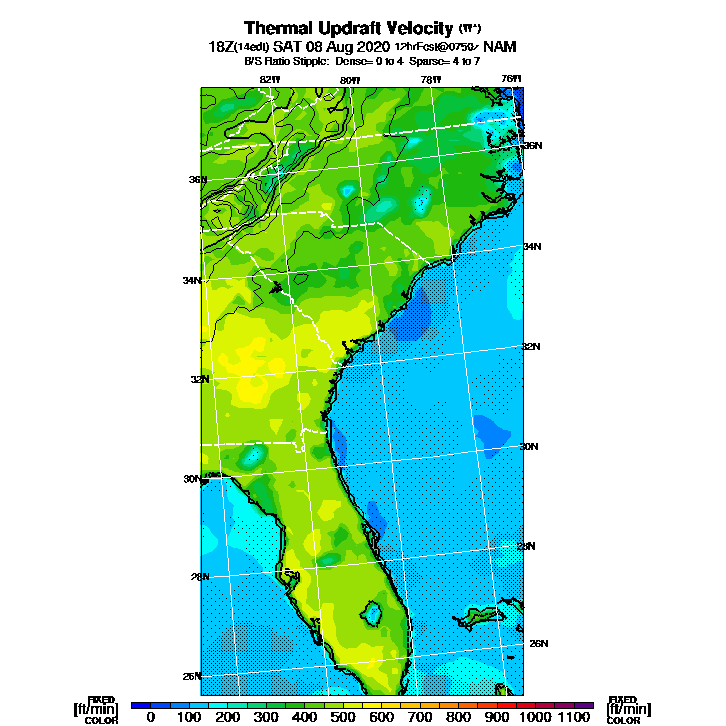 Thermal Updraft Velocity (W*)
18Z(14edt) SAT 08 Aug 2020 12hrFcst@0750z NAM
B/S Ratio Stipple: Dense= 0 to 4 Sparse= 4 to 7
82W 80W 78W 76W
36N
36N
34N
34N
32N
32N
30N
30N
28N
28N
26N
26N
FIXED
[ft/min]
COLOR
0 100 200 300 400 500 600 700 800 900 1000 1100
FIXED
[ft/min]
COLOR